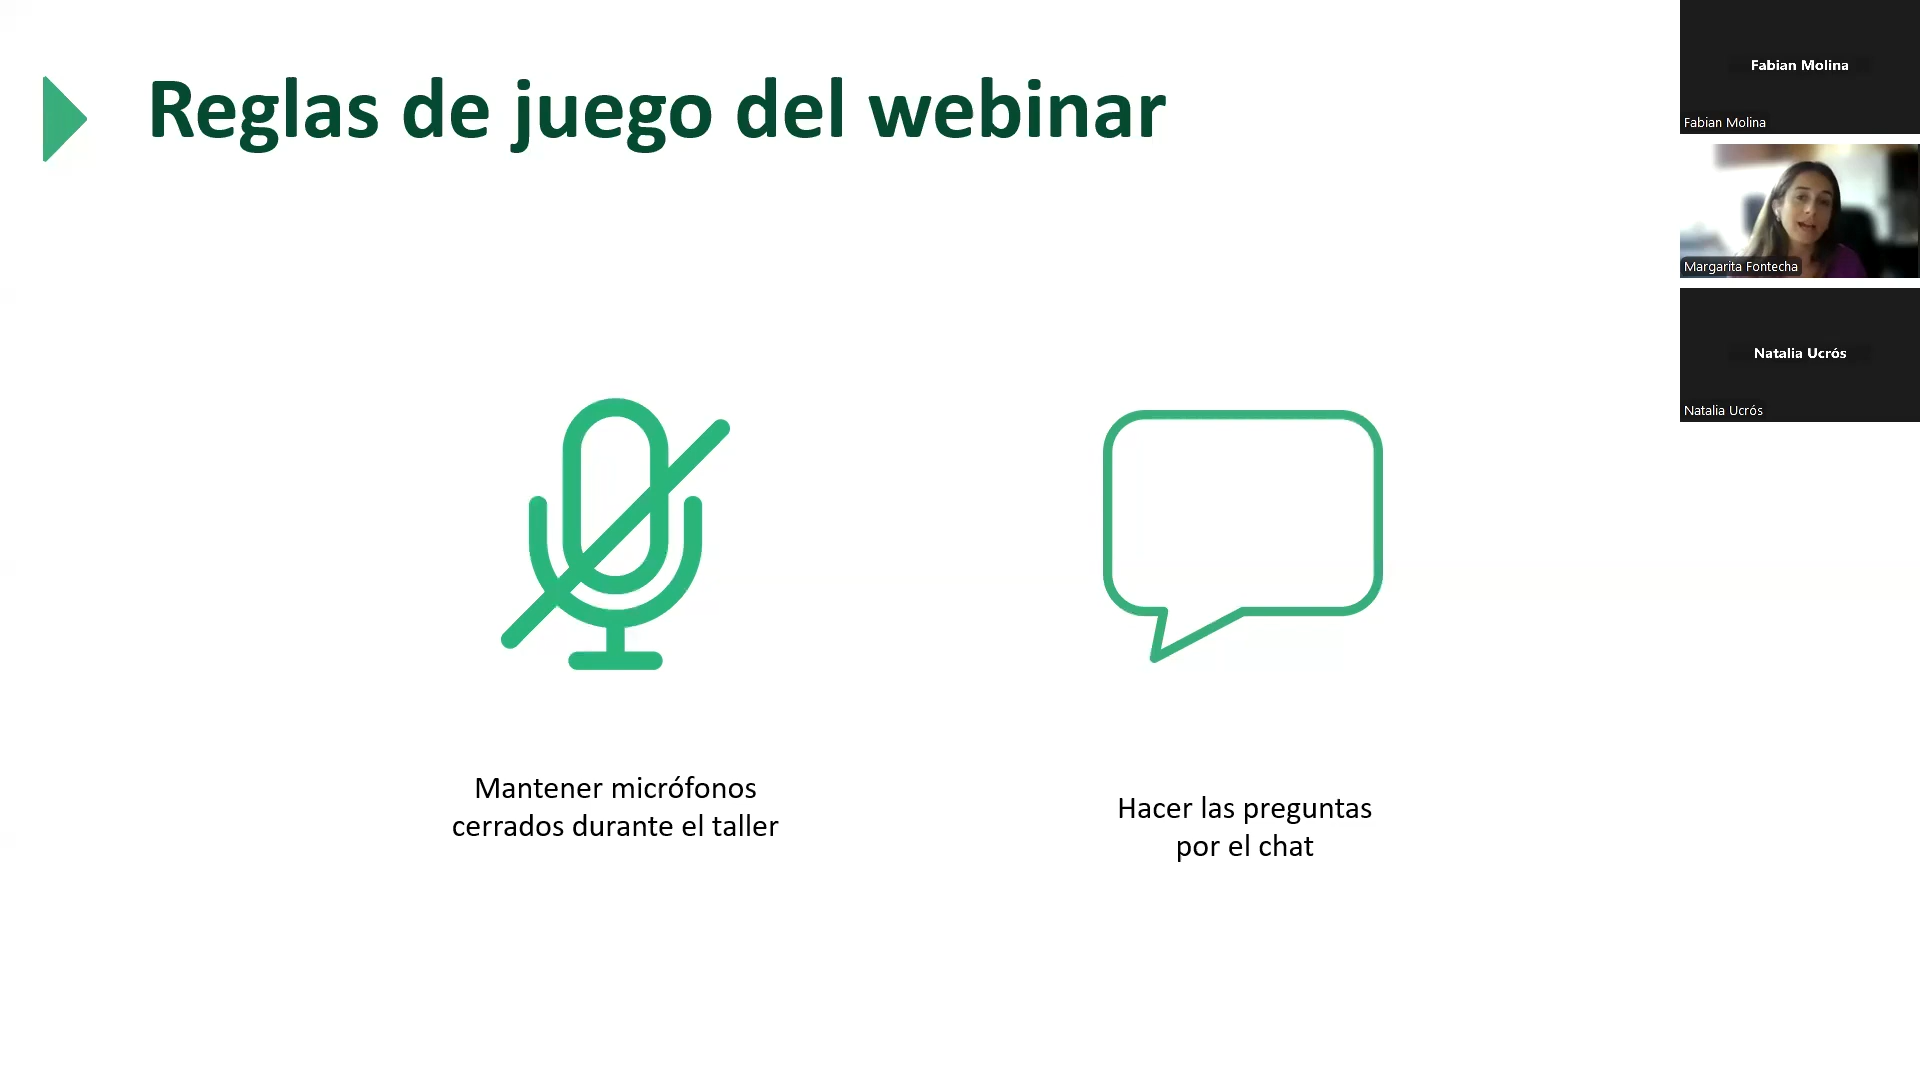 Reglas de juego del webinar
Mantener micrófonos
cerrados durante el taller
Hacer las preguntas
por el chat
Fabian Molina
Fabian Molina
Margarita Fontecha
Natalia Ucrós
Natalia Ucrós